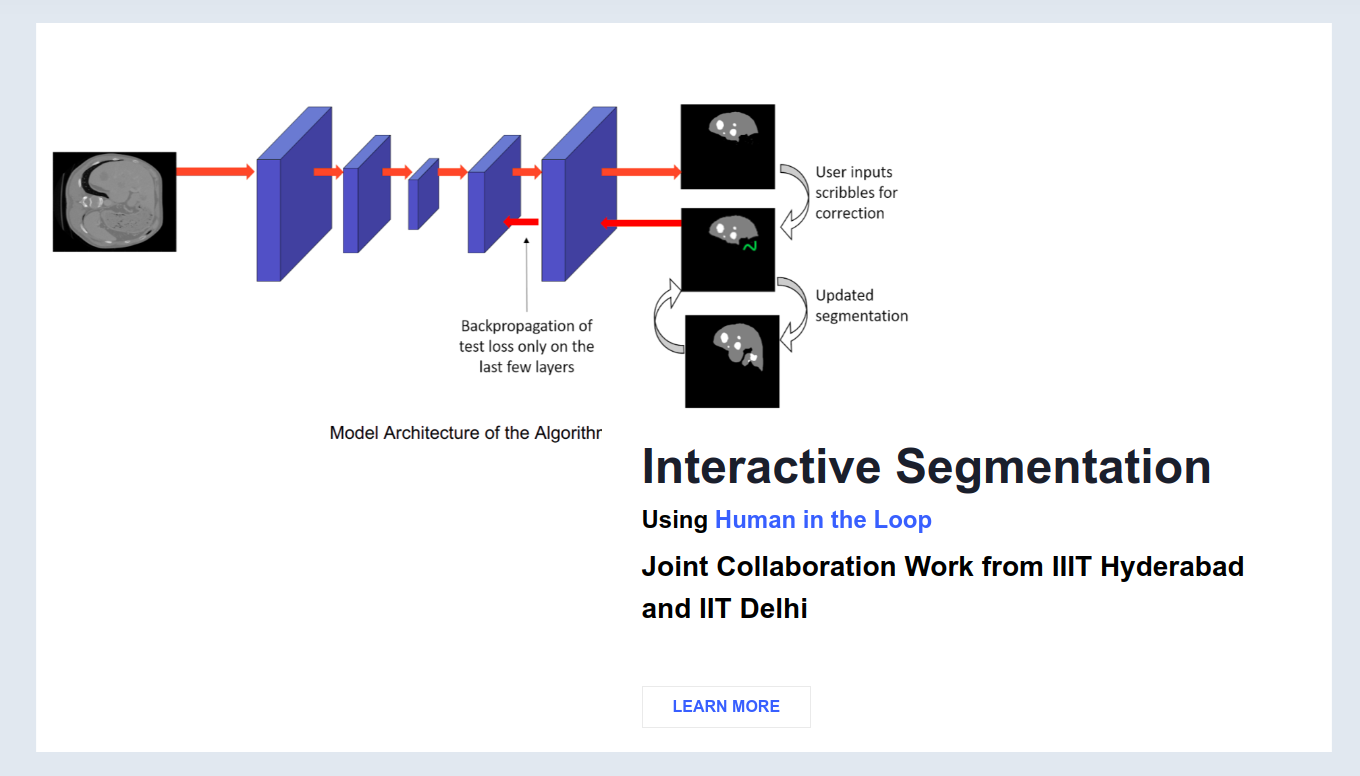 User inputs
scribbles for
correction
Updated
segmentation
Backpropagation of
test loss only on the
last few layers
Model Architecture of the Algorithr
Interactive Segmentation
Using Human in the Loop
Joint Collaboration Work from IIIT Hyderabad
and IIT Delhi
LEARN MORE